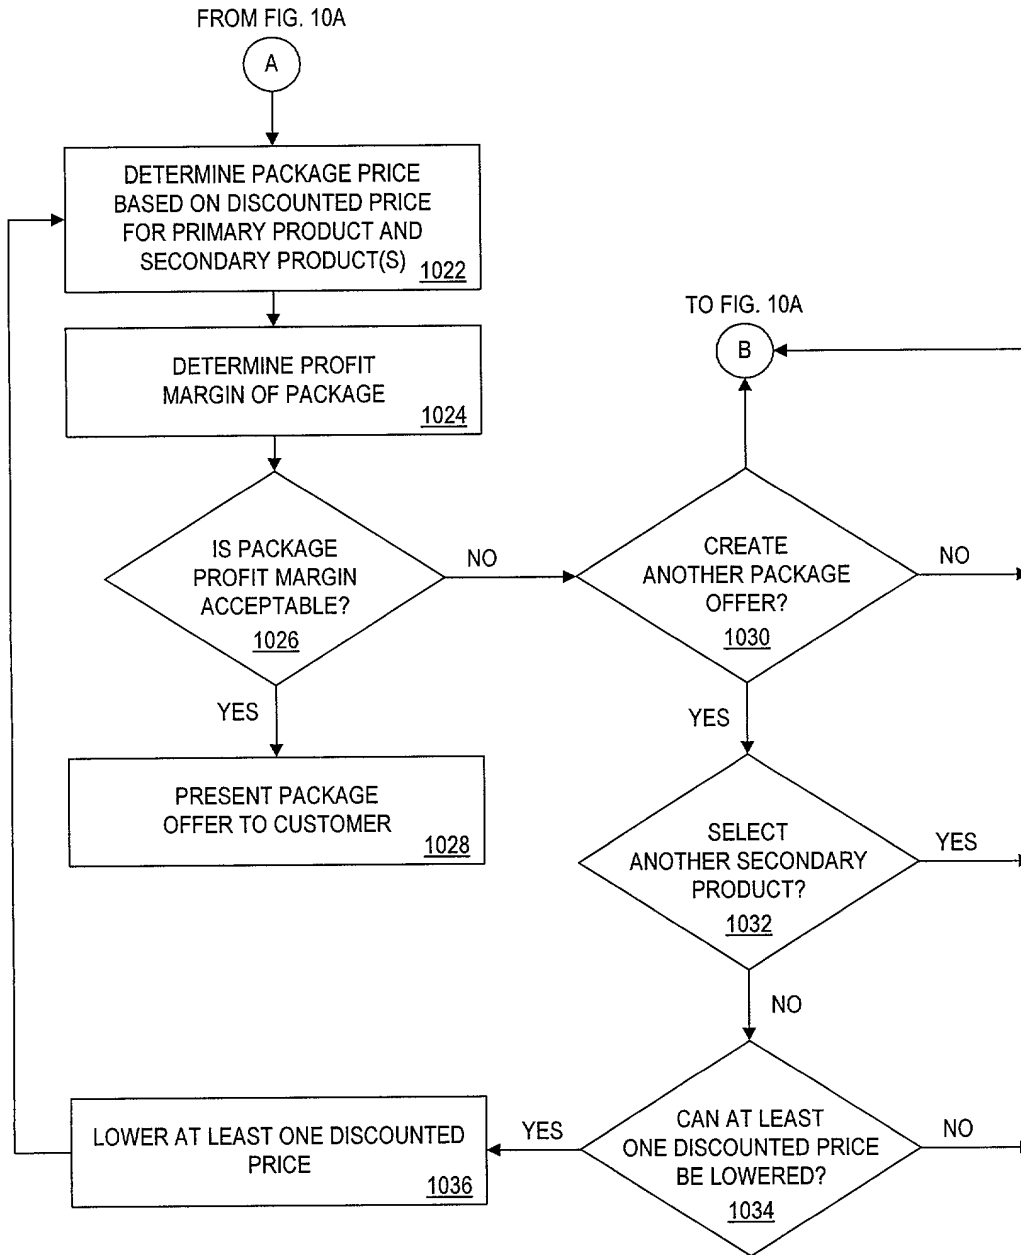 FROM FIG. 10A
A
DETERMINE PACKAGE PRICE
BASED ON DISCOUNTED PRICE
FOR PRIMARY PRODUCT AND
SECONDARY PRODUCT(S)
1022
DETERMINE PROFIT
MARGIN OF PACKAGE
1024
IS PACKAGE
PROFIT MARGIN
ACCEPTABLE?
1026
NO
YES
PRESENT PACKAGE
OFFER TO CUSTOMER
1028
TO FIG. 10A
B
CREATE
ANOTHER PACKAGE
OFFER?
1030
NO
YES
SELECT
ANOTHER SECONDARY
PRODUCT?
1032
YES
NO
CAN AT LEAST
ONE DISCOUNTED PRICE
BE LOWERED?
1034
NO
YES
LOWER AT LEAST ONE DISCOUNTED
PRICE
1036